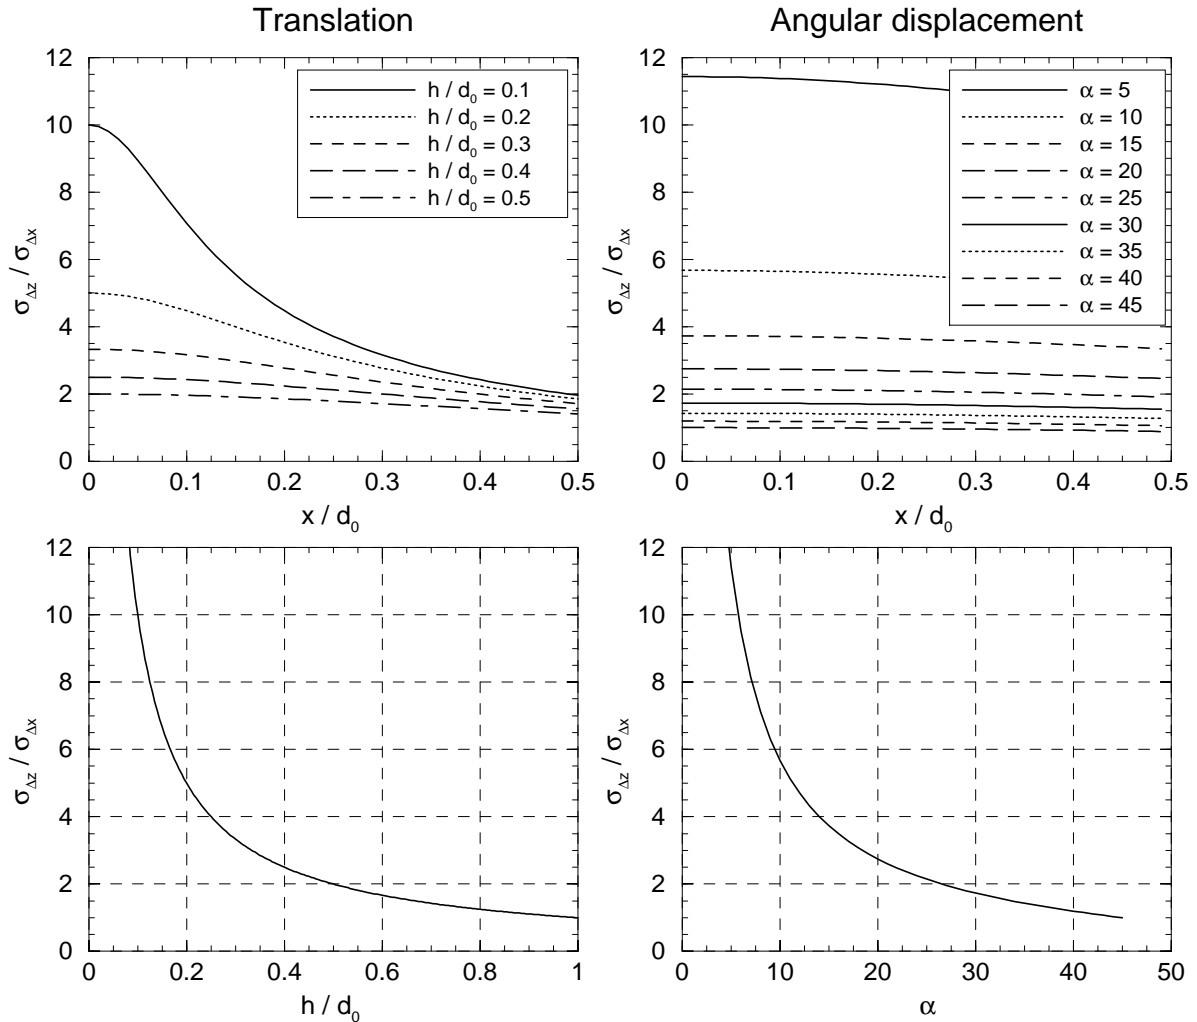 Translation
12
10
8
6
4
2
0
σΔz / σΔx
h / d0 = 0.1
h / d0 = 0.2
h / d0 = 0.3
h / d0 = 0.4
h / d0 = 0.5
0 0.1 0.2 0.3 0.4 0.5
x / d0
Angular displacement
12
10
8
6
4
2
0
σΔz / σΔx
α = 5
α = 10
α = 15
α = 20
α = 25
α = 30
α = 35
α = 40
α = 45
0 0.1 0.2 0.3 0.4 0.5
x / d0
12
10
8
6
4
2
0
σΔz / σΔx
0 0.2 0.4 0.6 0.8 1
h / d0
12
10
8
6
4
2
0
σΔz / σΔx
0 10 20 30 40 50
α